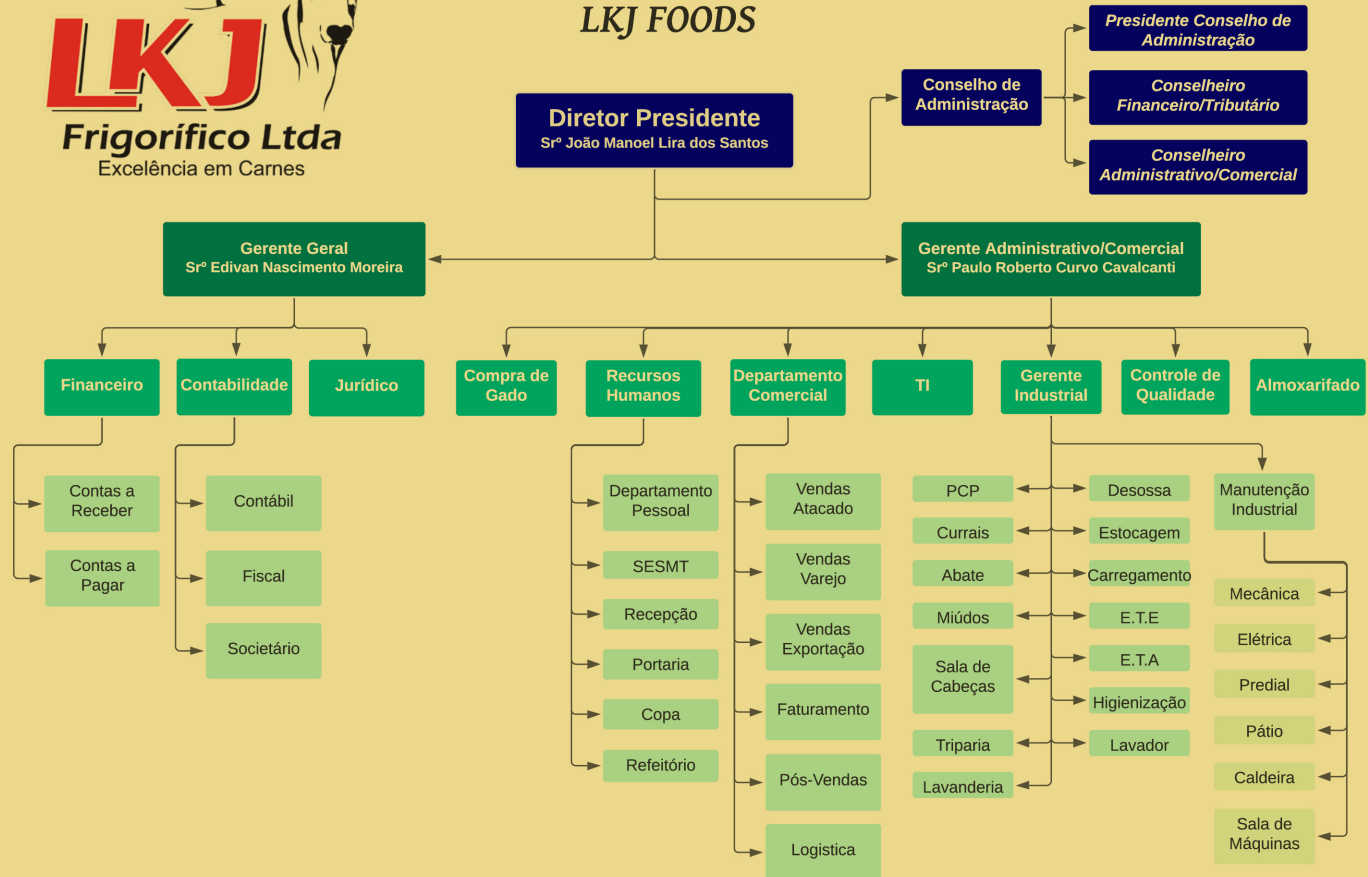 LKJ
Frigorífico Ltda
Excelência em Carnes
LKJ FOODS
Diretor Presidente
Srº João Manoel Lira dos Santos
Conselho de
Administração
Presidente Conselho de
Administração
Conselheiro
Financeiro/Tributário
Conselheiro
Administrativo/Comercial
Gerente Geral
Srº Edivan Nascimento Moreira
Gerente Administrativo/Comercial
Srº Paulo Roberto Curvo Cavalcanti
Financeiro
Contabilidade
Jurídico
Compra de
Gado
Recursos
Humanos
Departamento
Comercial
TI
Gerente
Industrial
Controle de
Qualidade
Almoxarifado
Contas a
Receber
Contas a
Pagar
Contábil
Fiscal
Societário
Departamento
Pessoal
SESMT
Recepção
Portaria
Copa
Refeitório
Vendas
Atacado
Vendas
Varejo
Vendas
Exportação
Faturamento
Pós-Vendas
Logistica
PCP
Currais
Abate
Miúdos
Sala de
Cabeças
Triparia
Lavanderia
Desossa
Estocagem
Carregamento
E.T.E
E.T.A
Higienização
Lavador
Manutenção
Industrial
Mecânica
Elétrica
Predial
Pátio
Caldeira
Sala de
Máquinas